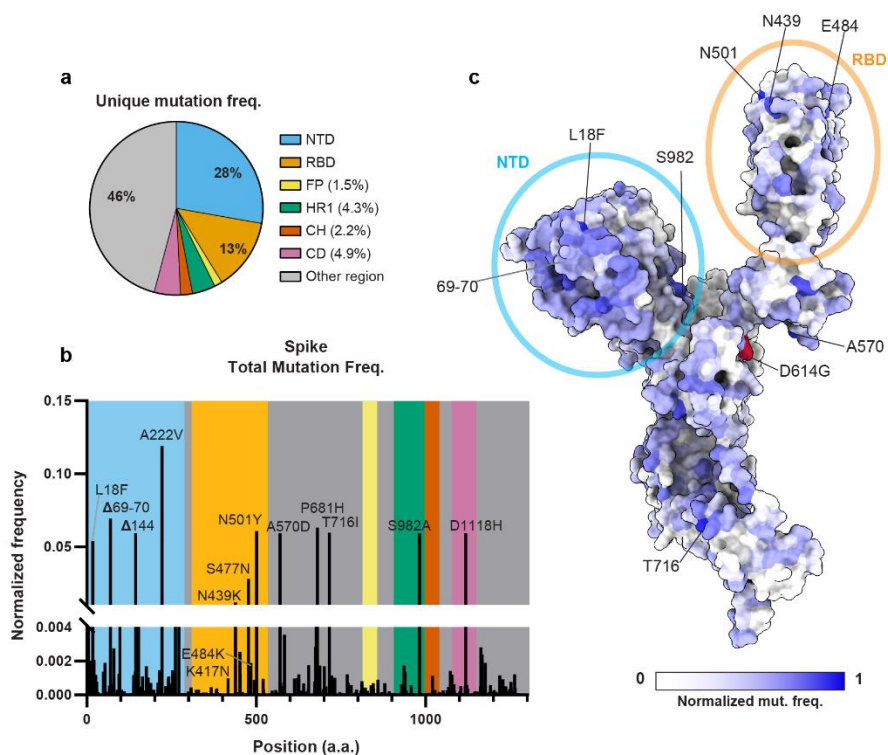 a
Unique mutation freq.
28%
13%
46%
NTD
RBD
FP (1.5%)
HR1 (4.3%)
CH (2.2%)
CD (4.9%)
Other region
b
Spike
Total Mutation Freq.
Normalized frequency
0.15
0.10
0.05
0.004
0.002
0.000
A222V
L18F
Δ69-70
Δ144
N501Y
S477N
N439K
E484K
K417N
A570D
P681H
T716I
S982A
D1118H
0
500
1000
Position (a.a.)
c
N439
E484
N501
RBD
L18F
S982
NTD
69-70
A570
D614G
T716
0
1
Normalized mut. freq.